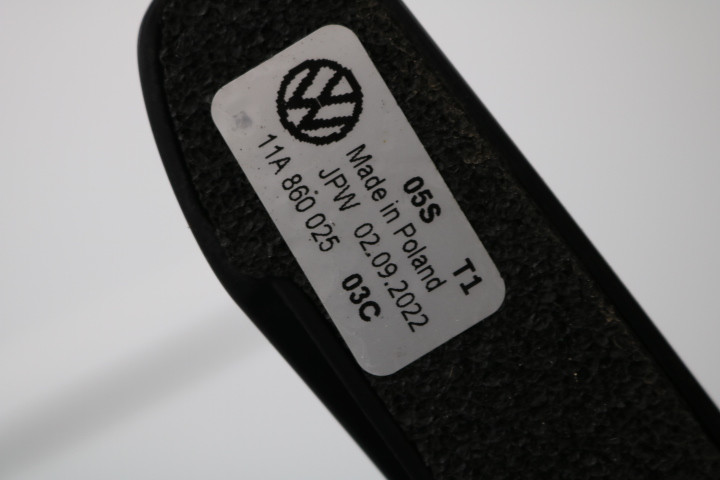 05S T1
Made in Poland
JPW 02.09.2022
11A 860 025 03C